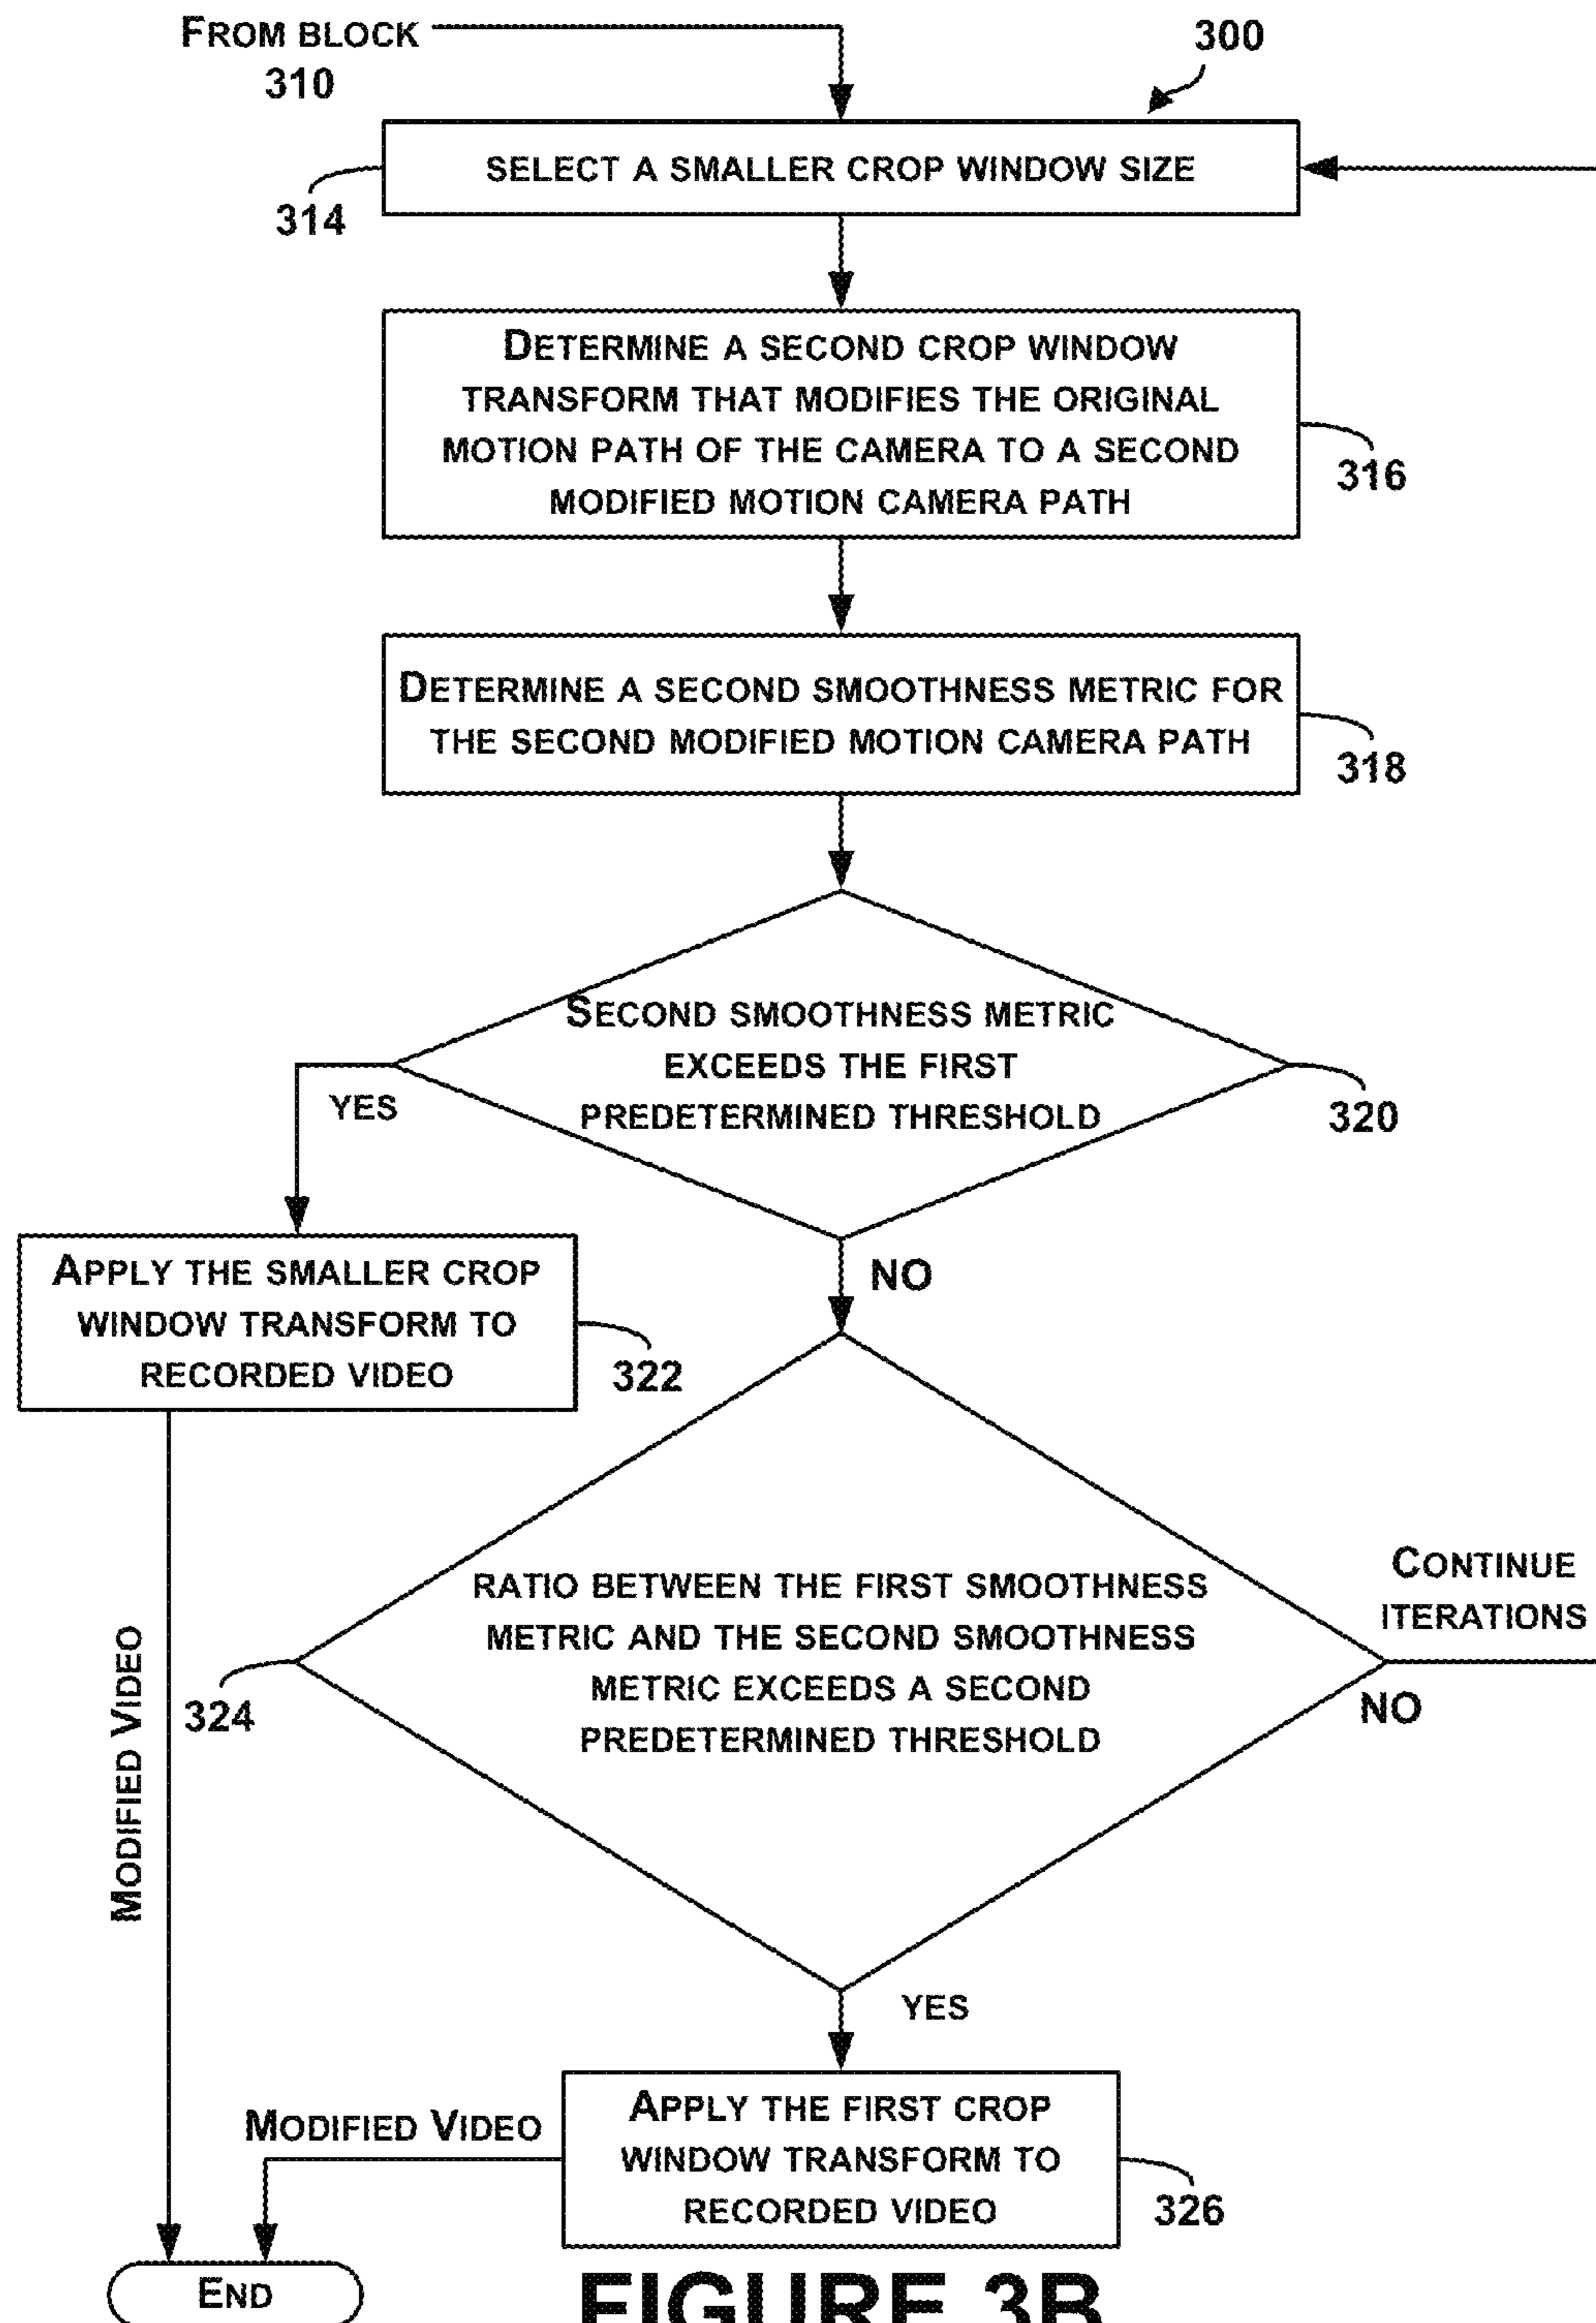 FROM BLOCK
310
300
SELECT A SMALLER CROP WINDOW SIZE
314
DETERMINE A SECOND CROP WINDOW
TRANSFORM THAT MODIFIES THE ORIGINAL
MOTION PATH OF THE CAMERA TO A SECOND
MODIFIED MOTION CAMERA PATH
316
DETERMINE A SECOND SMOOTHNESS METRIC FOR
THE SECOND MODIFIED MOTION CAMERA PATH
318
SECOND SMOOTHNESS METRIC
EXCEEDS THE FIRST
PREDETERMINED THRESHOLD
320
YES
NO
APPLY THE SMALLER CROP
WINDOW TRANSFORM TO
RECORDED VIDEO
322
RATIO BETWEEN THE FIRST SMOOTHNESS
METRIC AND THE SECOND SMOOTHNESS
METRIC EXCEEDS A SECOND
PREDETERMINED THRESHOLD
324
CONTINUE
ITERATIONS
NO
MODIFIED VIDEO
YES
APPLY THE FIRST CROP
WINDOW TRANSFORM TO
RECORDED VIDEO
326
MODIFIED VIDEO
END
FIGURE 3B